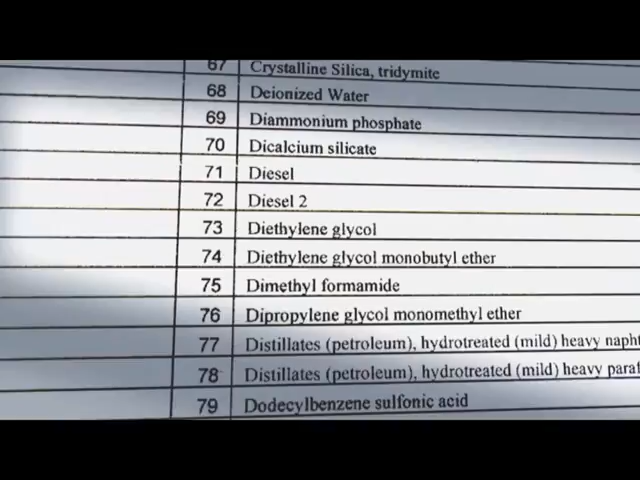 67 Crystalline Silica, tridymite
68 Deionized Water
69 Diammonium phosphate
70 Dicalcium silicate
71 Diesel
72 Diesel 2
73 Diethylene glycol
74 Diethylene glycol monobutyl ether
75 Dimethyl formamide
76 Dipropylene glycol monomethyl ether
77 Distillates (petroleum), hydrotreated (mild) heavy
78 Distillates (petroleum), hydrotreated (mild) heavy
79 Dodecylbenzene sulfonic acid